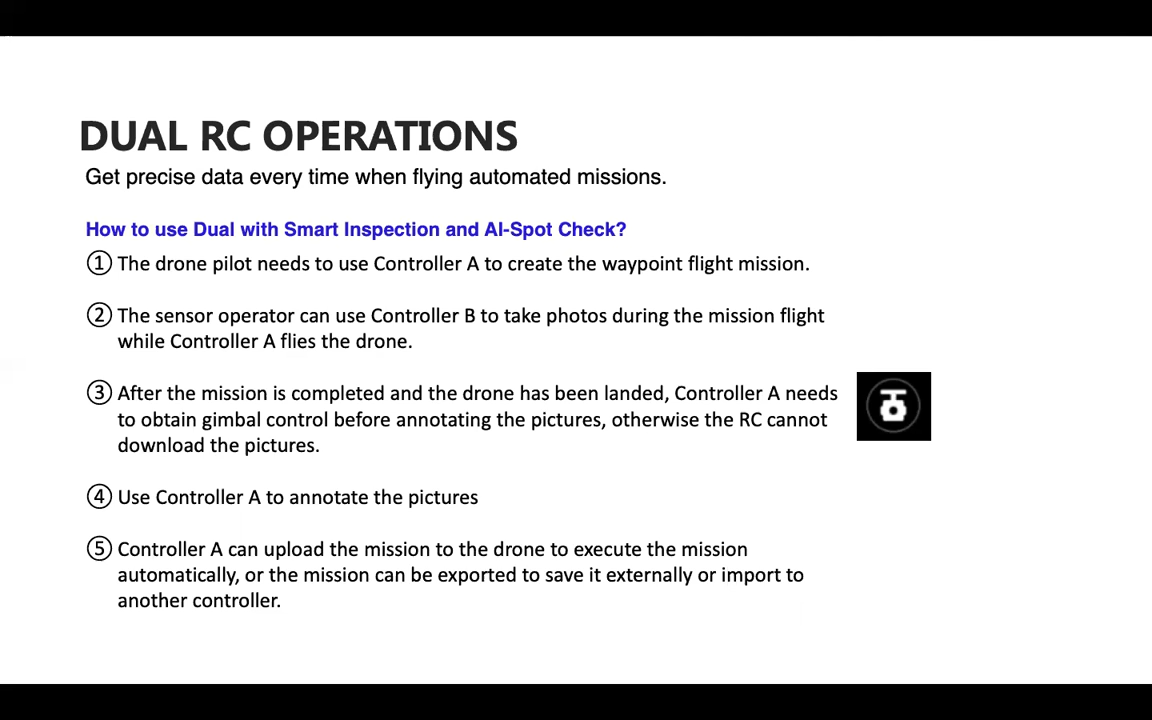 DUAL RC OPERATIONS
Get precise data every time when flying automated missions.
How to use Dual with Smart Inspection and AI-Spot Check?
① The drone pilot needs to use Controller A to create the waypoint flight mission.
② The sensor operator can use Controller B to take photos during the mission flight
while Controller A flies the drone.
③ After the mission is completed and the drone has been landed, Controller A needs
to obtain gimbal control before annotating the pictures, otherwise the RC cannot
download the pictures.
④ Use Controller A to annotate the pictures
⑤ Controller A can upload the mission to the drone to execute the mission
automatically, or the mission can be exported to save it externally or import to
another controller.